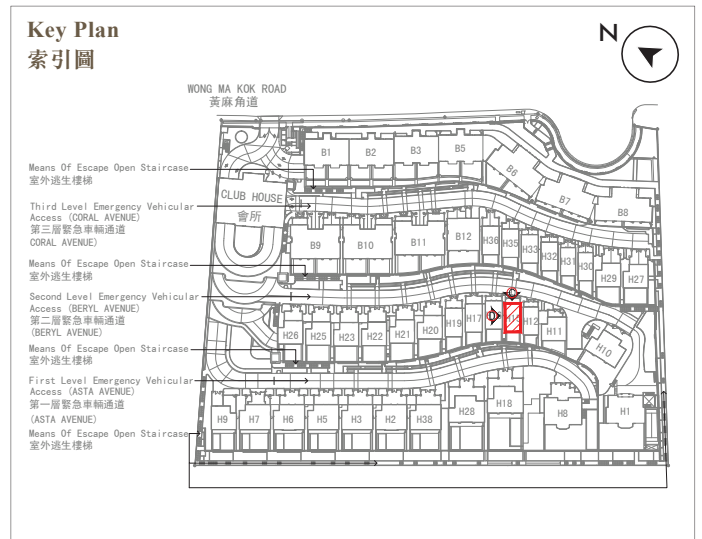 Key Plan
索引圖
N
WONG MA KOK ROAD
黃麻角道
B1
B2
B3
B5
B6
B7
B8
Means Of Escape Open Staircase
室外逃生樓梯
CLUB HOUSE
會所
Third Level Emergency Vehicular
Access (CORAL AVENUE)
第三層緊急車輛通道
CORAL AVENUE)
B9
B10
B11
B12
H36
H35
H33
H32
H31
H30
H29
H27
Means Of Escape Open Staircase
室外逃生樓梯
Second Level Emergency Vehicular
Access (BERYL AVENUE)
第二層緊急車輛通道
(BERYL AVENUE)
H26
H25
H23
H22
H21
H20
H19
H17
H12
H11
H10
Means Of Escape Open Staircase
室外逃生樓梯
First Level Emergency Vehicular
Access (ASTA AVENUE)
第一層緊急車輛通道
(ASTA AVENUE)
H9
H7
H6
H5
H3
H2
H38
H28
H18
H8
H1
Means Of Escape Open Staircase
室外逃生樓梯